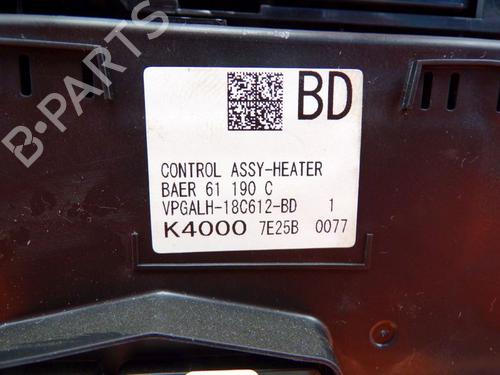 B-PARTS
BD
CONTROL ASSY-HEATER
BAER 61 190 C
VPGALH-18C612-BD 1
K4000 7E25B 0077